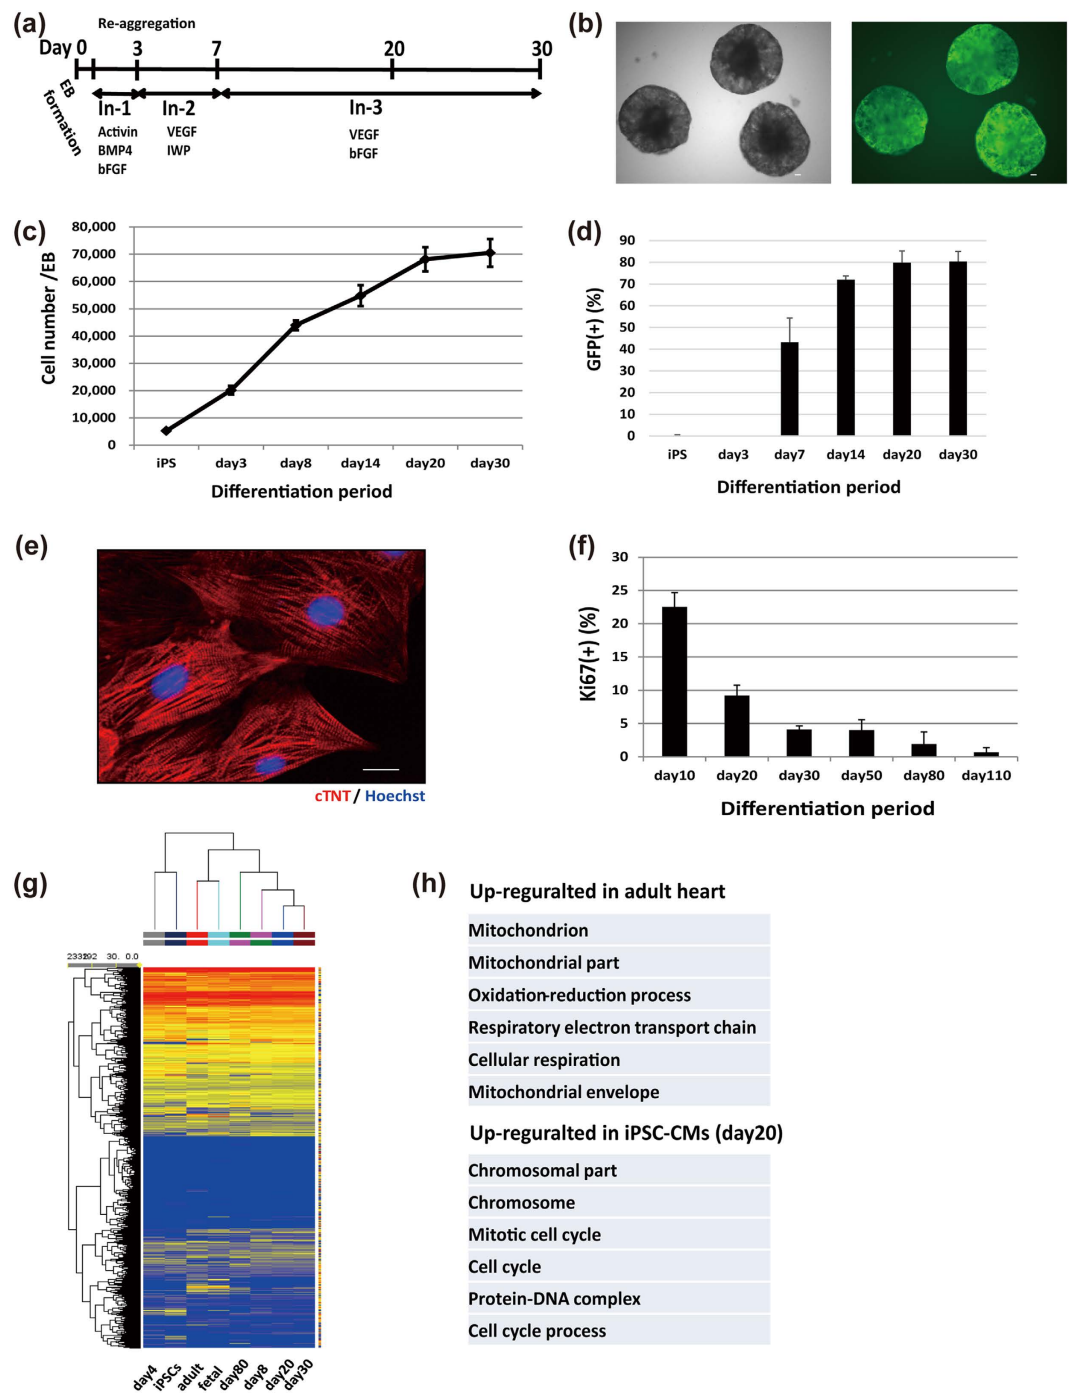 (a)
Re-aggregation
Day 0 3 7 20 30
EB formation
In-1 In-2 In-3
Activin VEGF VEGF
BMP4 IWP bFGF
bFGF
(b)
(c)
80,000
70,000
60,000
50,000
40,000
30,000
20,000
10,000
0
Cell number /EB
iPS day3 day8 day14 day20 day30
Differentiation period
(d)
90
80
70
60
50
40
30
20
10
0
GFP(+) (%)
iPS day3 day7 day14 day20 day30
Differentiation period
(e)
cTNT / Hoechst
(f)
30
25
20
15
10
5
0
Ki67(+) (%)
day10 day20 day30 day50 day80 day110
Differentiation period
(g)
30. 0.0
day4 iPSCs adult fetal day80 day8 day20 day30
(h)
Up-reguralted in adult heart
Mitochondrion
Mitochondrial part
Oxidation-reduction process
Respiratory electron transport chain
Cellular respiration
Mitochondrial envelope
Up-reguralted in iPSC-CMs (day20)
Chromosomal part
Chromosome
Mitotic cell cycle
Cell cycle
Protein-DNA complex
Cell cycle process